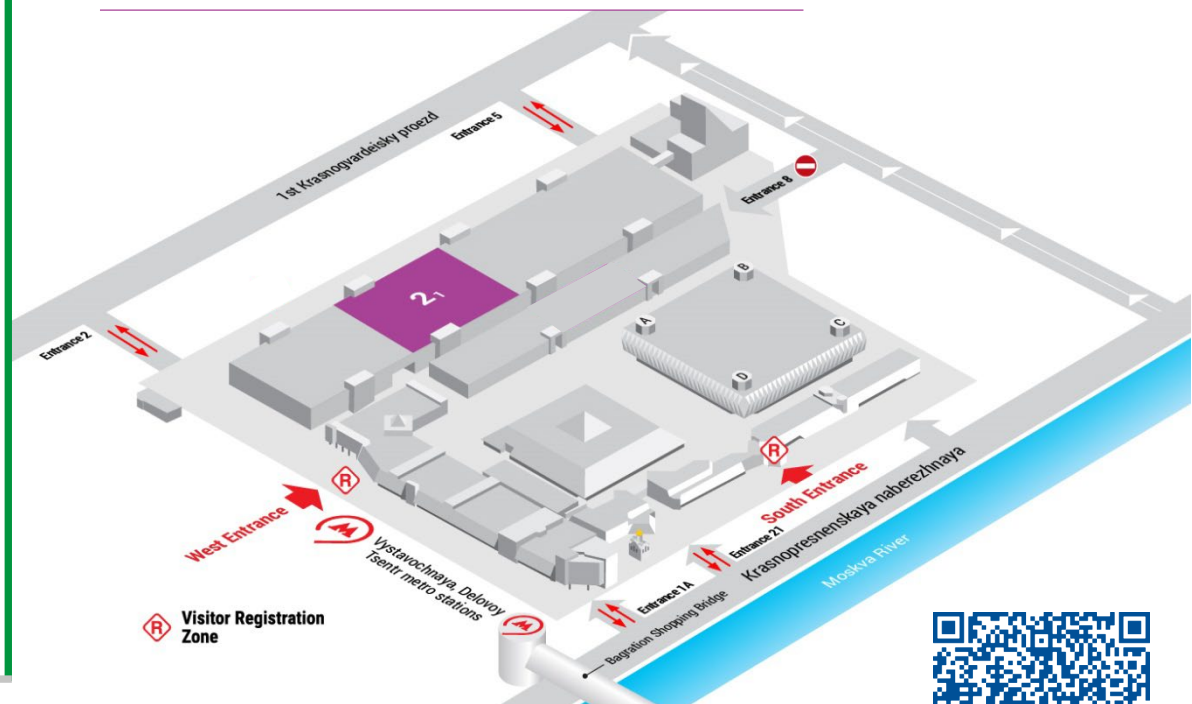 1st Krasnogvardeisky proezd
Entrance 5
Entrance 8
2₁
Entrance 2
B
A
C
D
R
R
West Entrance
South Entrance
Vystavochnaya, Delovoy
Tsentr metro stations
Entrance 21
Entrance 1A
Krasnopresnenskaya naberezhnaya
Moskva River
Bagration Shopping Bridge
R
Visitor Registration
Zone